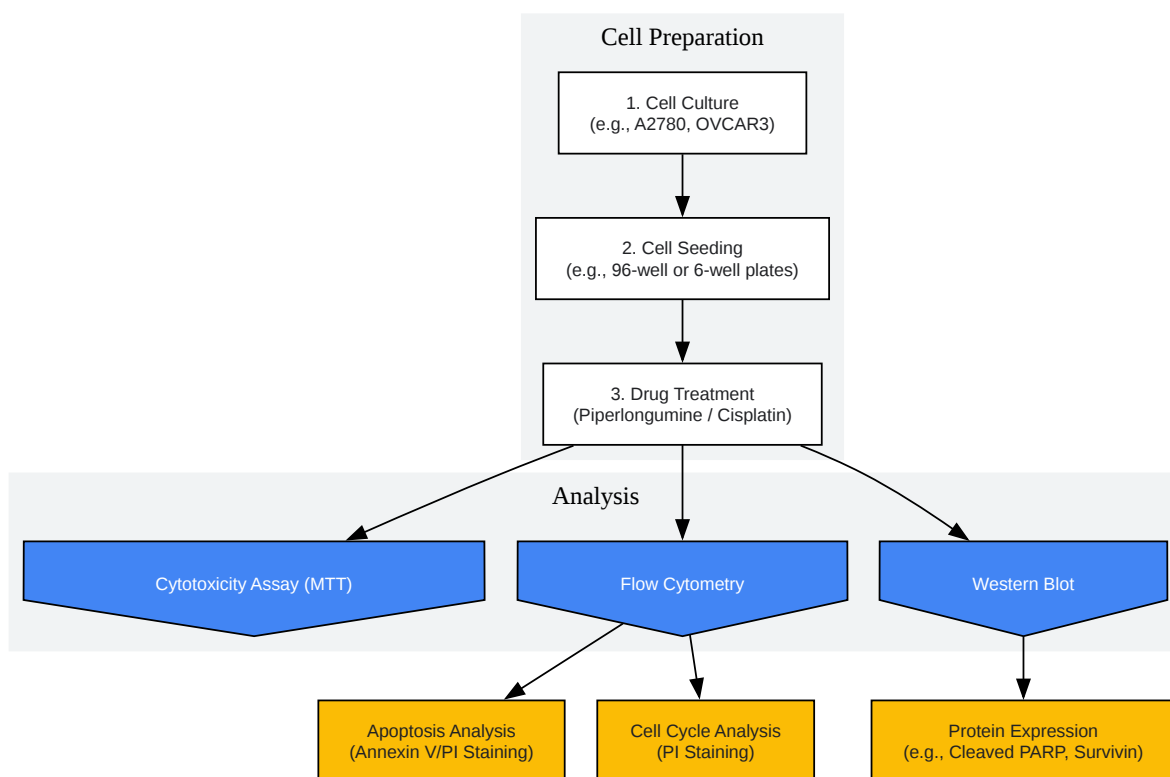 Cell Preparation
1. Cell Culture
(e.g., A2780, OVCAR3)
2. Cell Seeding
(e.g., 96-well or 6-well plates)
3. Drug Treatment
(Piperlongumine / Cisplatin)
Analysis
Cytotoxicity Assay (MTT)
Flow Cytometry
Western Blot
Apoptosis Analysis
(Annexin V/PI Staining)
Cell Cycle Analysis
(PI Staining)
Protein Expression
(e.g., Cleaved PARP, Survivin)